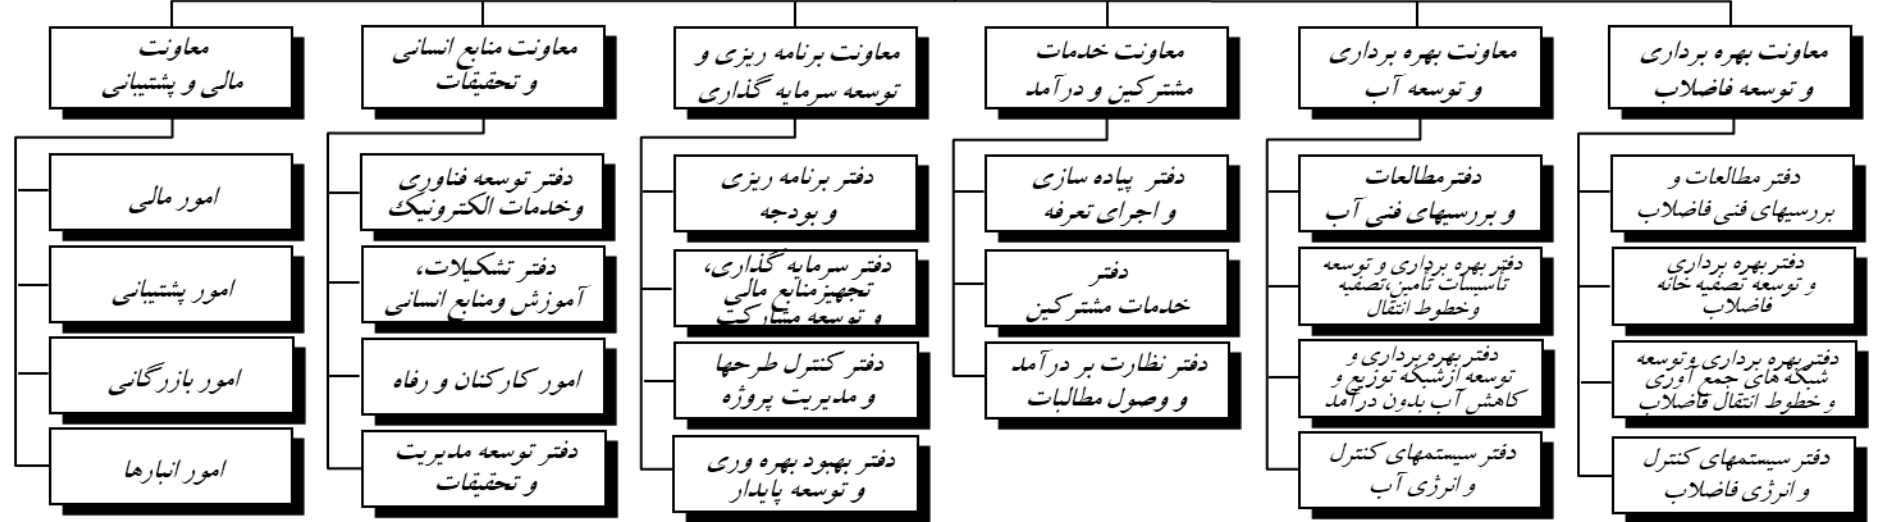 معاونت بهره برداری
و توسعه فاضلاب
دفتر مطالعات و
بررسیهای فنی فاضلاب
دفتر بهره برداری
و توسعه تصفیه خانه
فاضلاب
دفتر بهره برداری وتوسعه
شبکه های جمع آوری
و خطوط انتقال فاضلاب
دفتر سیستمهای کنترل
و انرژی فاضلاب
معاونت بهره برداری
و توسعه آب
دفترمطالعات
و بررسیهای فنی آب
دفتر بهره برداری و توسعه
تأسیسات تأمین،تصفیه
وخطوط انتقال
دفتر بهره برداری و
توسعه ازشبکه توزیع و
کاهش آب بدون درآمد
دفتر سیستمهای کنترل
و انرژی آب
معاونت خدمات
مشترکین و درآمد
دفتر پیاده سازی
و اجرای تعرفه
دفتر
خدمات مشترکین
دفتر نظارت بر درآمد
و وصول مطالبات
معاونت برنامه ریزی و
توسعه سرمایه گذاری
دفتر برنامه ریزی
و بودجه
دفتر سرمایه گذاری،
تجهیزمنابع مالی
و توسعه مشارکت
دفتر کنترل طرحها
و مدیریت پروژه
دفتر بهبود بهره وری
و توسعه پایدار
معاونت منابع انسانی
و تحقیقات
دفتر توسعه فناوری
وخدمات الکترونیک
دفتر تشکیلات،
آموزش ومنابع انسانی
امور کارکنان و رفاه
دفتر توسعه مدیریت
و تحقیقات
معاونت
مالی و پشتیبانی
امور مالی
امور پشتیبانی
امور بازرگانی
امور انبارها